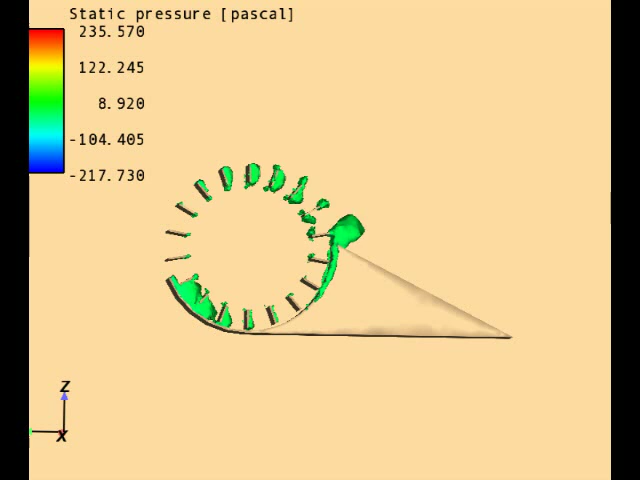 Static pressure [pascal]
235.570
122.245
8.920
-104.405
-217.730
Z
X